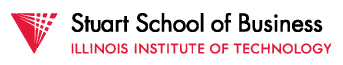 Stuart School of Business
ILLINOIS INSTITUTE OF TECHNOLOGY